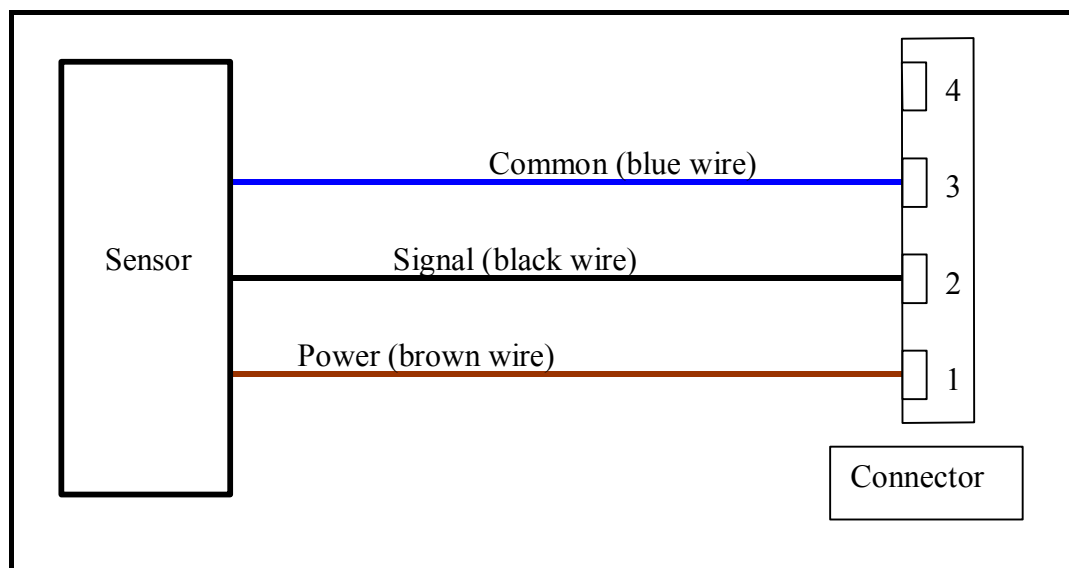 4
Common (blue wire)
3
Sensor
Signal (black wire)
2
Power (brown wire)
1
Connector